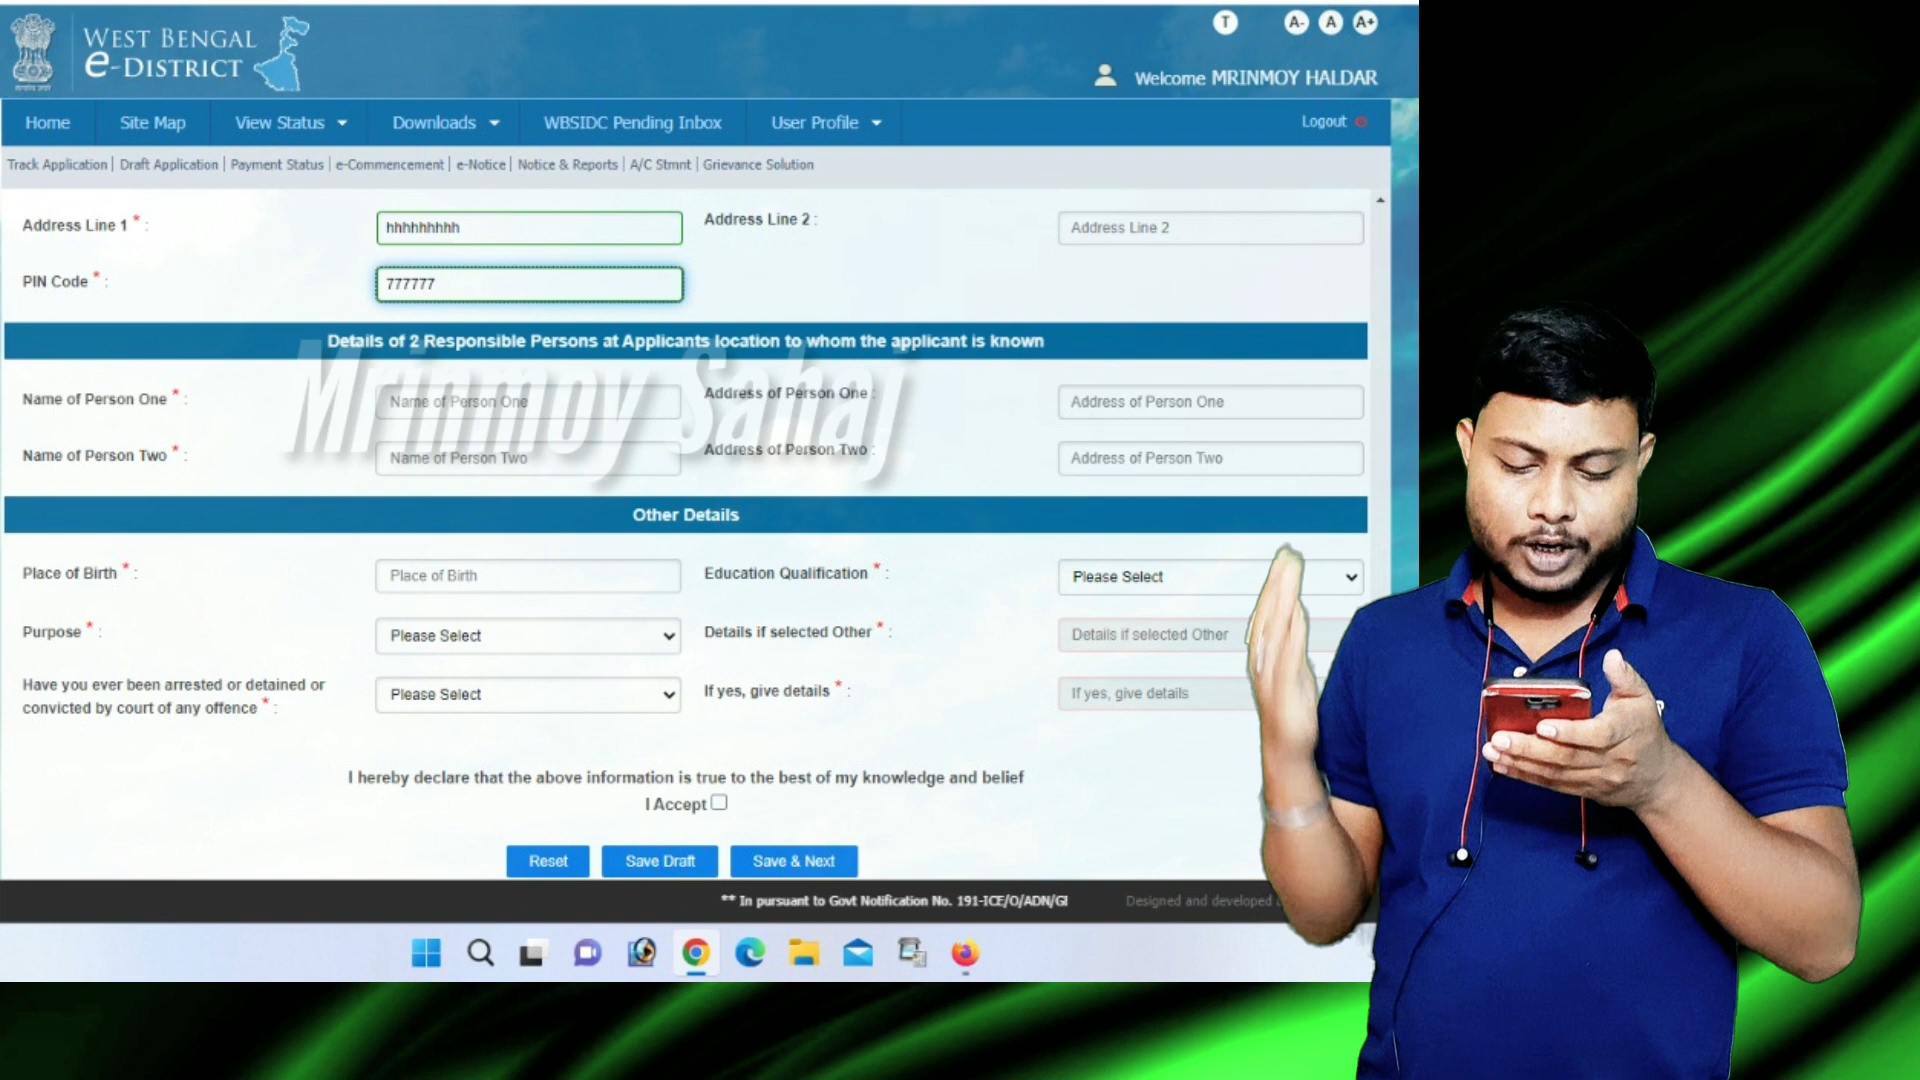 T A- A A+
WEST BENGAL
e-DISTRICT
Welcome MRINMOY HALDAR
Home Site Map View Status Downloads WBSIDC Pending Inbox User Profile Logout
Track Application | Draft Application | Payment Status | e-Commencement | e-Notice | Notice & Reports | A/C Stmnt | Grievance Solution
Address Line 1 * : hhhhhhhhh Address Line 2 : Address Line 2
PIN Code * : 777777
Details of 2 Responsible Persons at Applicants location to whom the applicant is known
Mrinmoy Sahaj
Name of Person One * : Name of Person One Address of Person One : Address of Person One
Name of Person Two * : Name of Person Two Address of Person Two : Address of Person Two
Other Details
Place of Birth * : Place of Birth Education Qualification * : Please Select
Purpose * : Please Select Details if selected Other * : Details if selected Other
Have you ever been arrested or detained or
convicted by court of any offence * : Please Select If yes, give details * : If yes, give details
I hereby declare that the above information is true to the best of my knowledge and belief
I Accept
Reset Save Draft Save & Next
** In pursuant to Govt Notification No. 191-ICE/O/ADN/GI Designed and developed